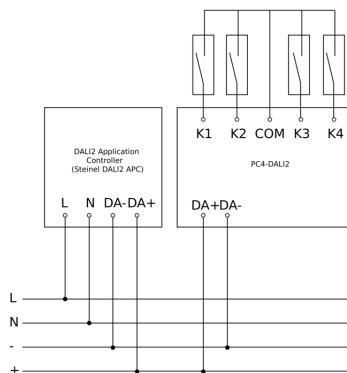 K1 K2 COM K3 K4
DALI2 Application
Controller
(Steinel DALI2 APC)
PC4-DALI2
L N DA- DA+
DA+ DA-
L
N
-
+